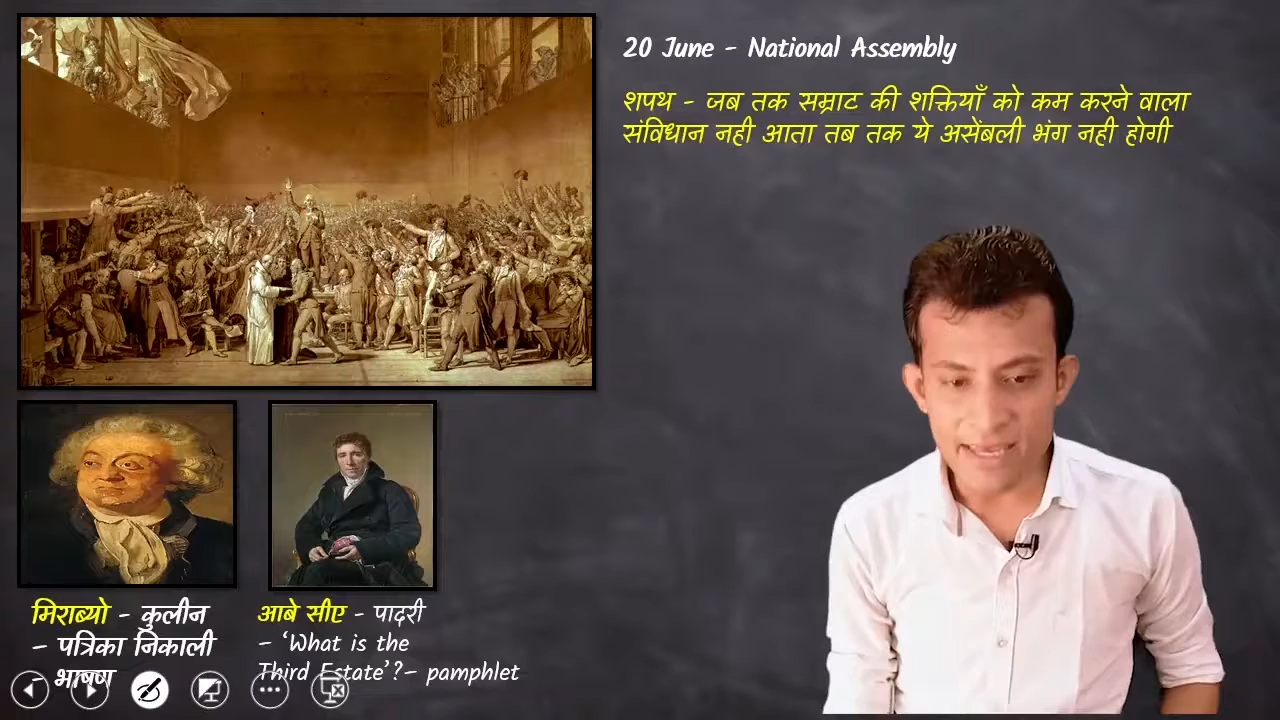 20 June - National Assembly
शपथ - जब तक सम्राट की शक्तियाँ को कम करने वाला
संविधान नही आता तब तक ये असेंबली भंग नही होगी
मिराब्यो - कुलीन
- पत्रिका निकाली
- भाषण
आबे सीए - पादरी
- ‘What is the
Third Estate’?- pamphlet